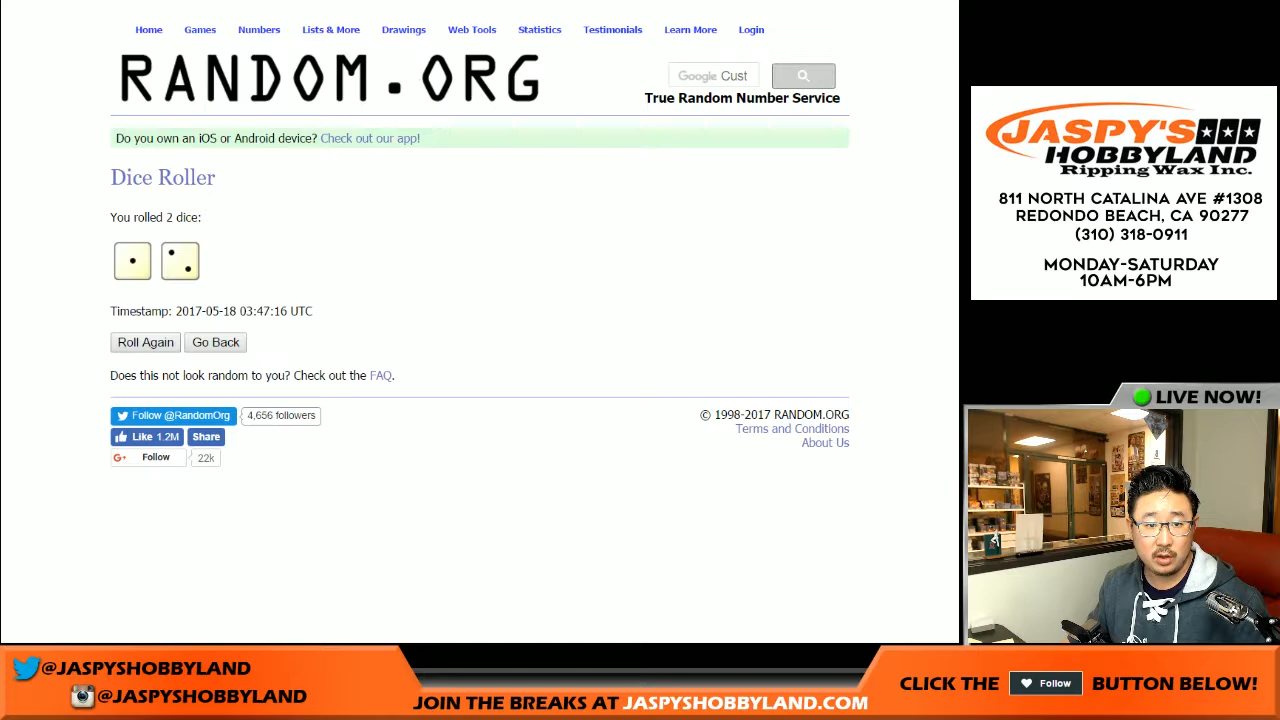 Home Games Numbers Lists & More Drawings Web Tools Statistics Testimonials Learn More Login
RANDOM.ORG
Google Cust
True Random Number Service
Do you own an iOS or Android device? Check out our app!
Dice Roller
You rolled 2 dice:
Timestamp: 2017-05-18 03:47:16 UTC
Roll Again Go Back
Does this not look random to you? Check out the FAQ.
Follow @RandomOrg 4,656 followers
Like 1.2M Share
G+ Follow 22k
© 1998-2017 RANDOM.ORG
Terms and Conditions
About Us
JASPY'S
HOBBYLAND
Ripping Wax Inc.
811 NORTH CATALINA AVE #1308
REDONDO BEACH, CA 90277
(310) 318-0911
MONDAY-SATURDAY
10AM-6PM
LIVE NOW!
@JASPYSHOBBYLAND
@JASPYSHOBBYLAND
JOIN THE BREAKS AT JASPYSHOBBYLAND.COM
CLICK THE Follow BUTTON BELOW!